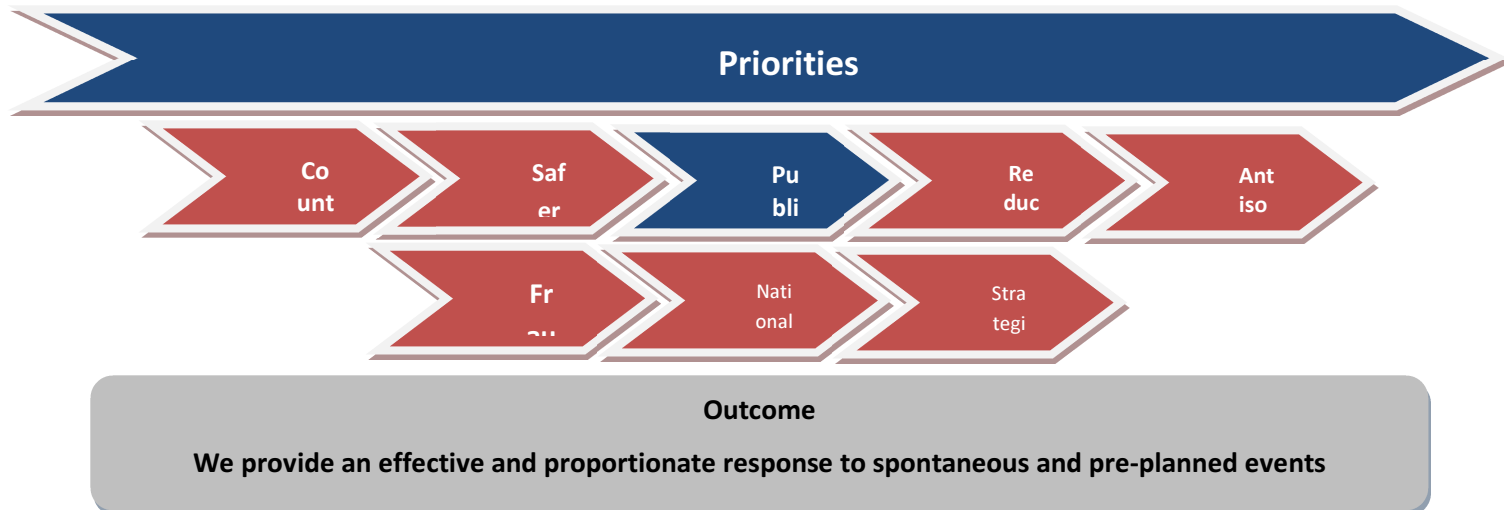 Priorities
Co
unt
Saf
er
Pu
bli
Re
duc
Ant
iso
Fr
au
Nati
onal
Stra
tegi
Outcome
We provide an effective and proportionate response to spontaneous and pre-planned events